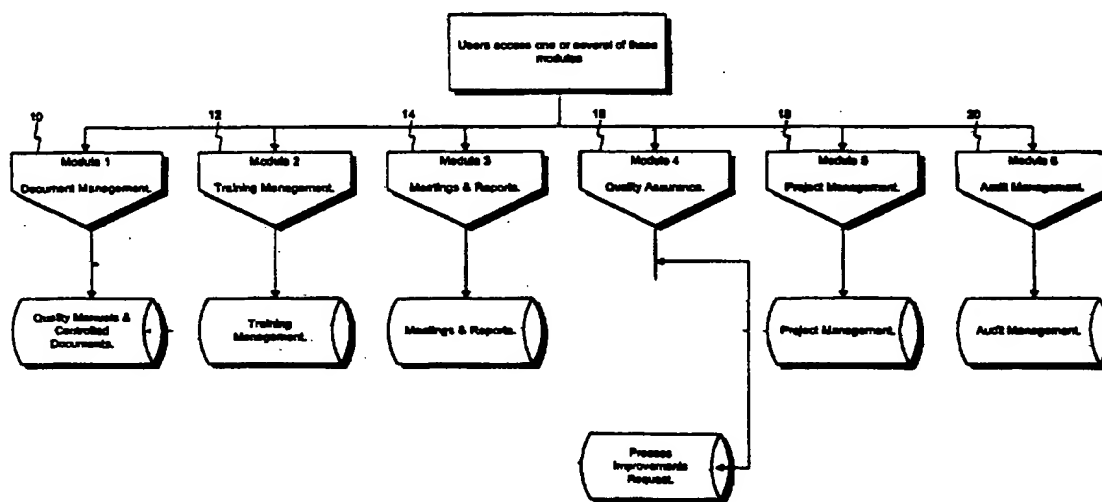 Users access one or several of these
modules
10
12
14
16
18
20
Module 1
Document Management.
Module 2
Training Management.
Module 3
Meetings & Reports.
Module 4
Quality Assurance.
Module 5
Project Management.
Module 6
Audit Management.
Quality Manuals &
Controlled
Documents.
Training
Management.
Meetings & Reports.
Project Management.
Audit Management.
Process
Improvements
Request.